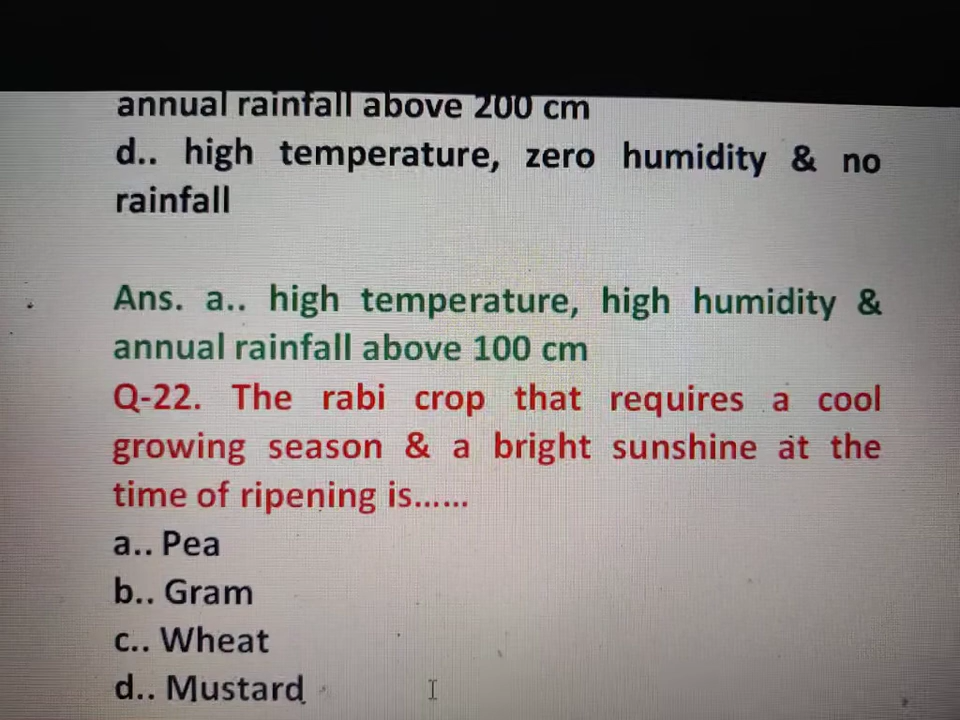 annual rainfall above 200 cm
d.. high temperature, zero humidity & no
rainfall
Ans. a.. high temperature, high humidity &
annual rainfall above 100 cm
Q-22. The rabi crop that requires a cool
growing season & a bright sunshine at the
time of ripening is......
a.. Pea
b.. Gram
c.. Wheat
d.. Mustard